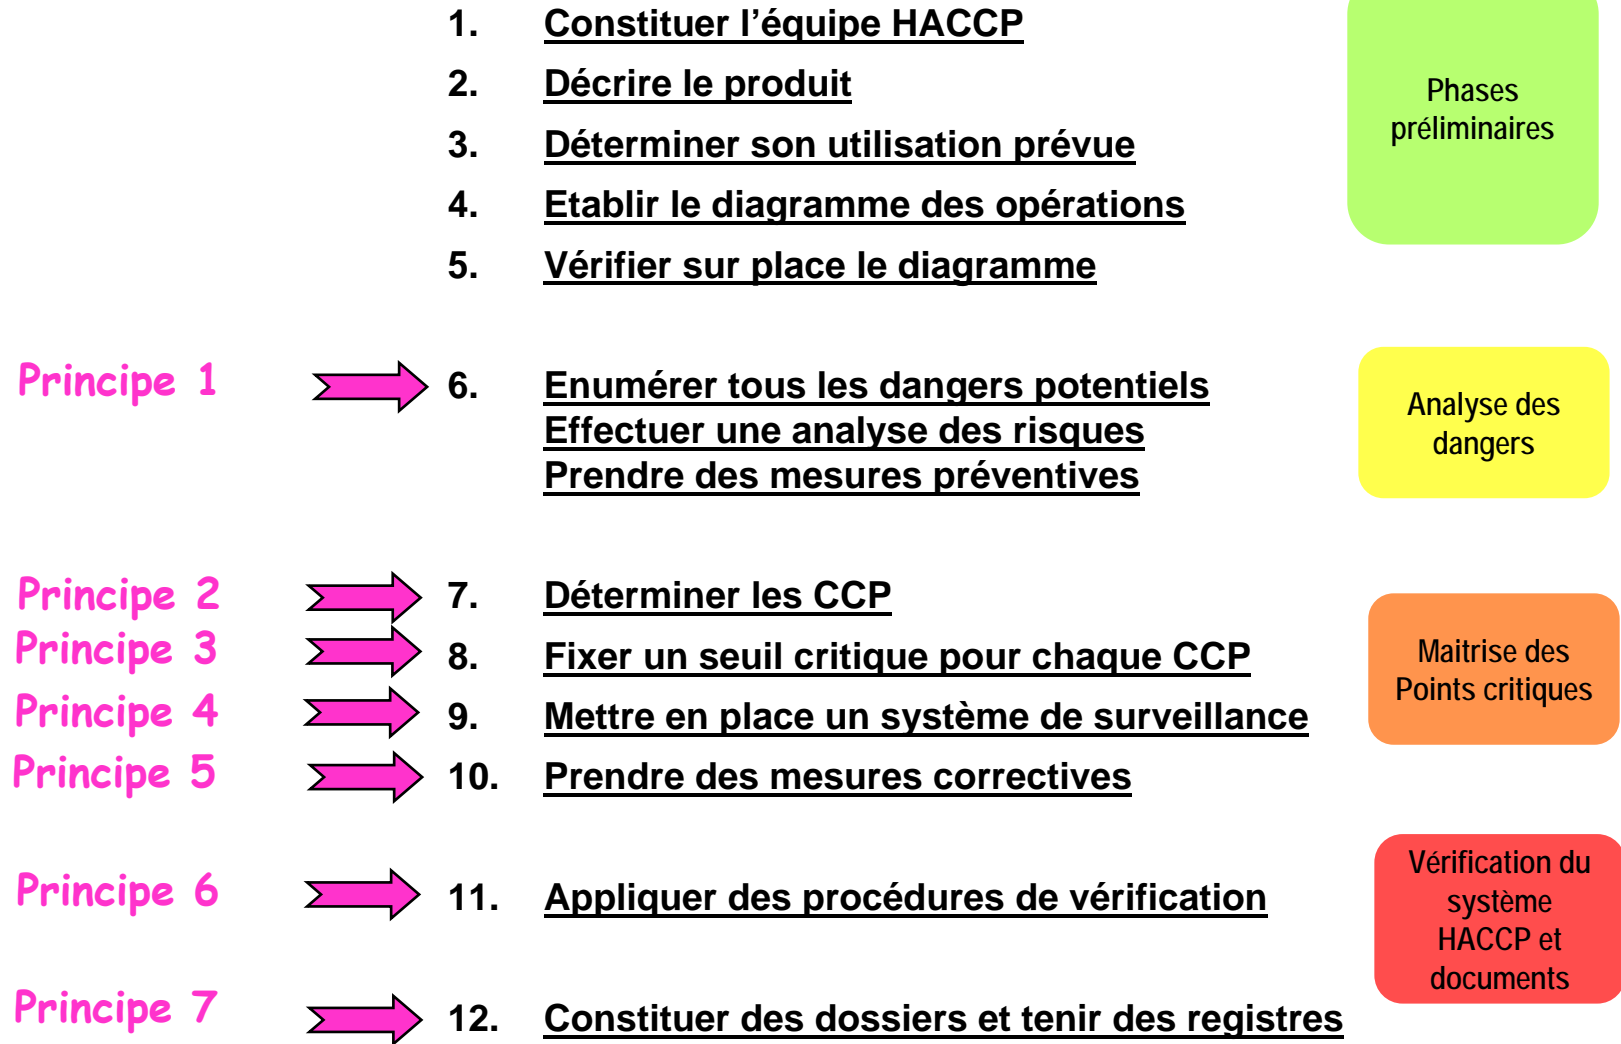 1. Constituer l’équipe HACCP
2. Décrire le produit
3. Déterminer son utilisation prévue
4. Etablir le diagramme des opérations
5. Vérifier sur place le diagramme
Phases
préliminaires
Principe 1
6. Enumérer tous les dangers potentiels
Effectuer une analyse des risques
Prendre des mesures préventives
Analyse des
dangers
Principe 2
7. Déterminer les CCP
Principe 3
8. Fixer un seuil critique pour chaque CCP
Principe 4
9. Mettre en place un système de surveillance
Principe 5
10. Prendre des mesures correctives
Maitrise des
Points critiques
Principe 6
11. Appliquer des procédures de vérification
Principe 7
12. Constituer des dossiers et tenir des registres
Vérification du
système
HACCP et
documents